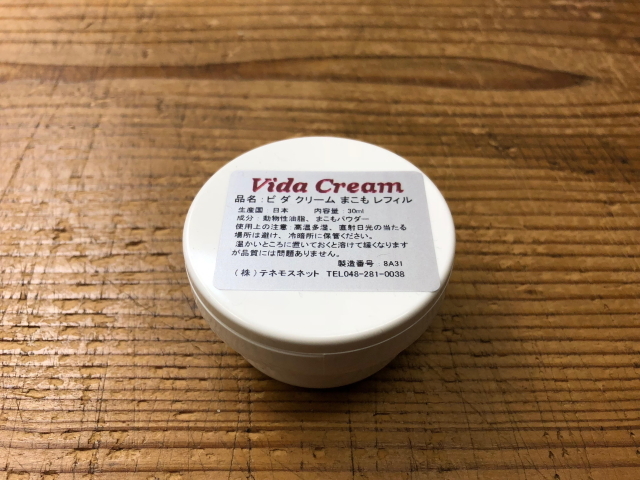 Vida Cream
品名:ビダ クリーム まこも レフィル
生産国:日本 内容量:30ml
成分 動物性油脂、まこもパウダー
使用上の注意:高温多湿、直射日光の当たる
場所は避け、冷暗所に保管ください。
温かいところに置いておくと溶けて緩くなります
が品質には問題ありません。
製造番号 8A31
(株)テネモスネット TEL048-281-0038